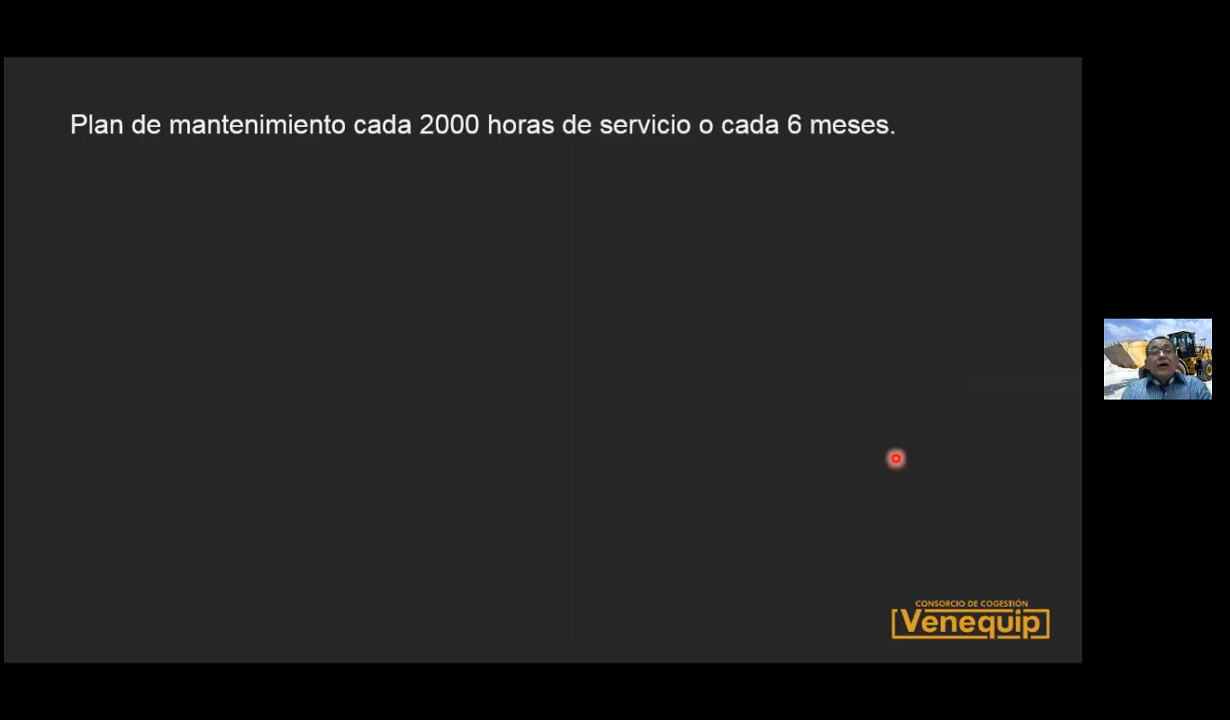 Plan de mantenimiento cada 2000 horas de servicio o cada 6 meses.
CONSORCIO DE COGESTIÓN
Venequip